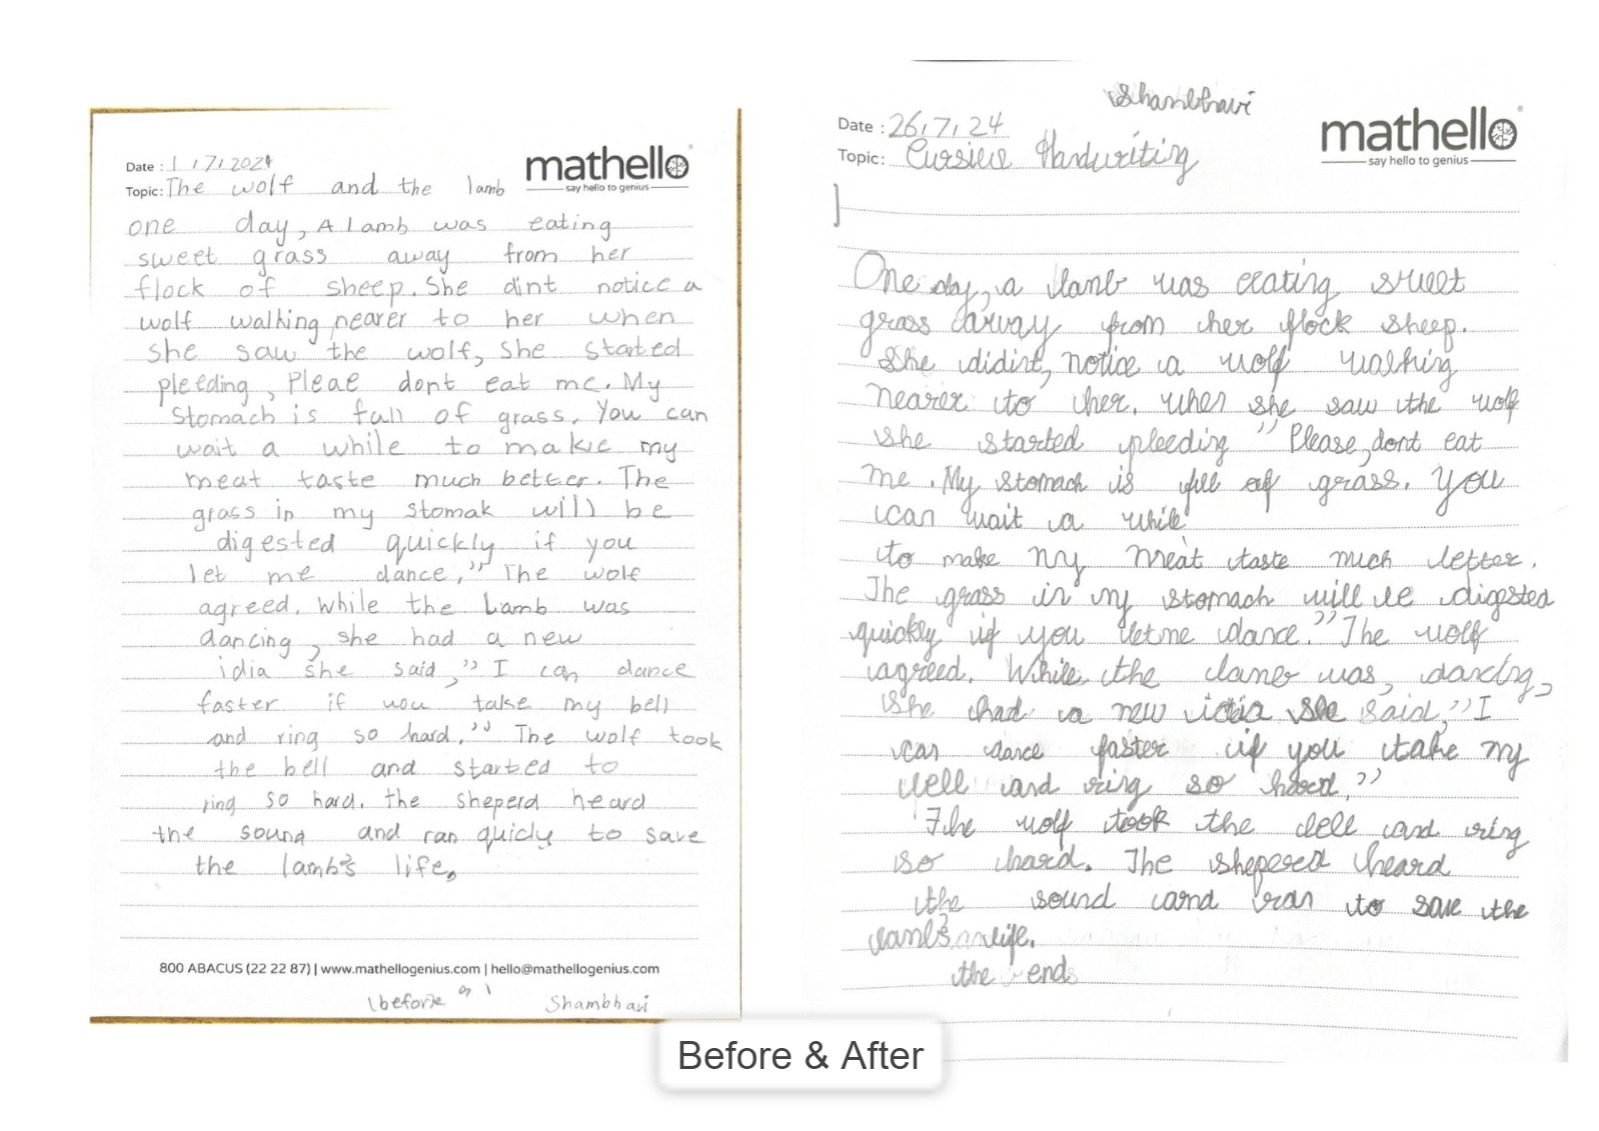 Date : 1 / 7 / 2024
mathello
say hello to genius
Topic: The wolf and the lamb
one day, A Lamb was eating
sweet grass away from her
flock of sheep. She dint notice a
wolf walking nearer to her when
she saw the wolf, She started
pleeding, Pleae dont eat me. My
Stomach is full of grass. You can
wait a while to make my
meat taste much better. The
grass in my stomak will be
digested quickly if you
let me dance," The wolf
agreed. While the Lamb was
dancing, she had a new
idia she said," I can dance
faster if you take my bell
and ring so hard," The wolf took
the bell and started to
ring so hard. the sheperd heard
the sound and ran quicly to save
the lamb's life,
800 ABACUS (22 22 87) | www.mathellogenius.com | hello@mathellogenius.com
before
Shambhavi
Shambhavi
Date : 26/7/24
mathello
say hello to genius
Topic: Cursive Handwriting
One day, a lamb was eating sweet
grass away from her flock sheep.
She didint, notice a wolf walking
nearer to her. when she saw the wolf
she started pleeding " Please, dont eat
me. My stomach is full of grass. You
can wait a while
to make my meat taste much better.
The grass in my stomach will be digested
quickly if you let me dance." The wolf
agreed. While the lamb was, dancing,
She had a new idia she said," I
can dance faster if you take my
bell and ring so hard,"
The wolf took the bell and ring
so hard. The sheperd heard
the sound and ran to save the
lamb's life.
the end
Before & After